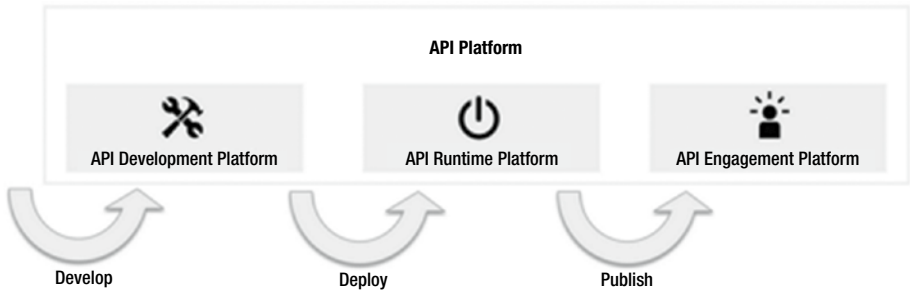 API Platform
API Development Platform
API Runtime Platform
API Engagement Platform
Develop
Deploy
Publish